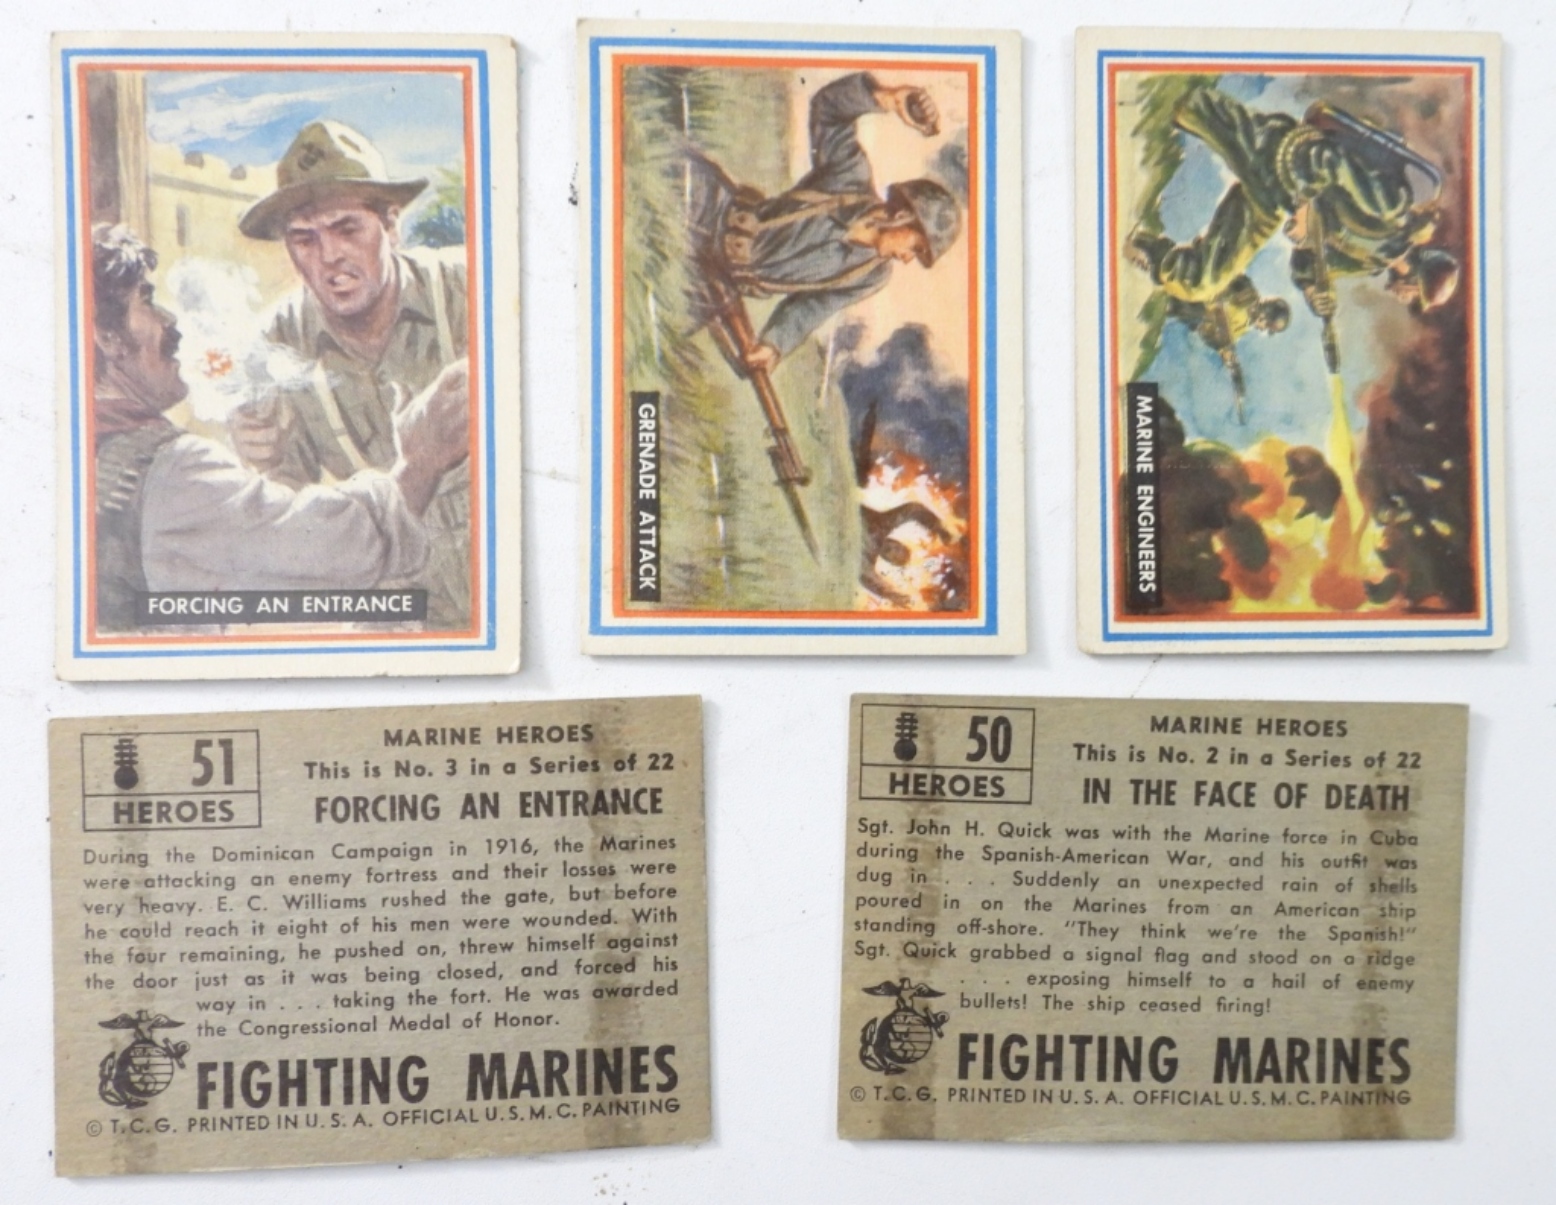 FORCING AN ENTRANCE
GRENADE ATTACK
MARINE ENGINEERS
51
HEROES
MARINE HEROES
This is No. 3 in a Series of 22
FORCING AN ENTRANCE
During the Dominican Campaign in 1916, the Marines
were attacking an enemy fortress and their losses were
very heavy. E. C. Williams rushed the gate, but before
he could reach it eight of his men were wounded. With
the four remaining, he pushed on, threw himself against
the door just as it was being closed, and forced his
way in . . . taking the fort. He was awarded
the Congressional Medal of Honor.
FIGHTING MARINES
© T.C.G. PRINTED IN U.S.A. OFFICIAL U.S.M.C. PAINTING
50
HEROES
MARINE HEROES
This is No. 2 in a Series of 22
IN THE FACE OF DEATH
Sgt. John H. Quick was with the Marine force in Cuba
during the Spanish-American War, and his outfit was
dug in . . . Suddenly an unexpected rain of shells
poured in on the Marines from an American ship
standing off-shore. "They think we're the Spanish!"
Sgt. Quick grabbed a signal flag and stood on a ridge
. . . exposing himself to a hail of enemy
bullets! The ship ceased firing!
FIGHTING MARINES
© T.C.G. PRINTED IN U.S.A. OFFICIAL U.S.M.C. PAINTING